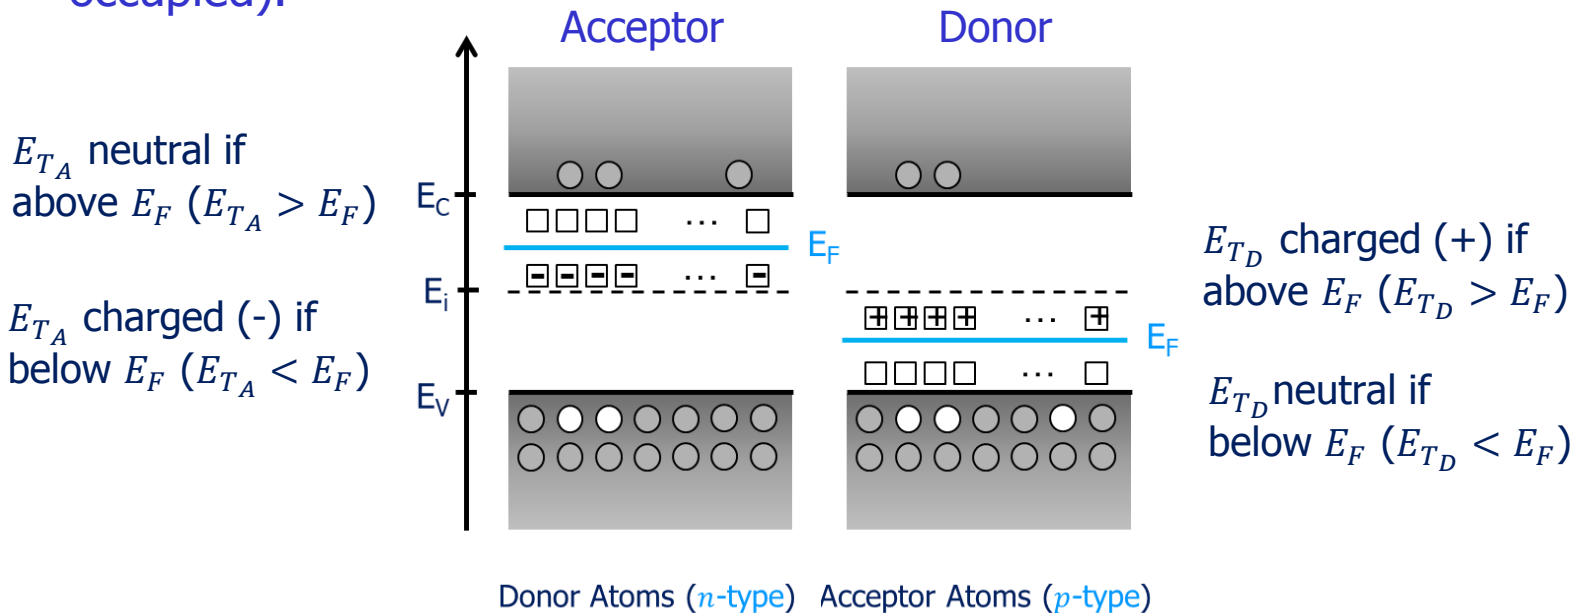 occupied).
Acceptor
Donor
E_{T_A} neutral if
above E_F (E_{T_A} > E_F)
E_{T_A} charged (-) if
below E_F (E_{T_A} < E_F)
E_C
E_i
E_V
...
E_F
- - - - ... -
+ + + + ... +
E_F
...
E_{T_D} charged (+) if
above E_F (E_{T_D} > E_F)
E_{T_D} neutral if
below E_F (E_{T_D} < E_F)
Donor Atoms (n-type)
Acceptor Atoms (p-type)